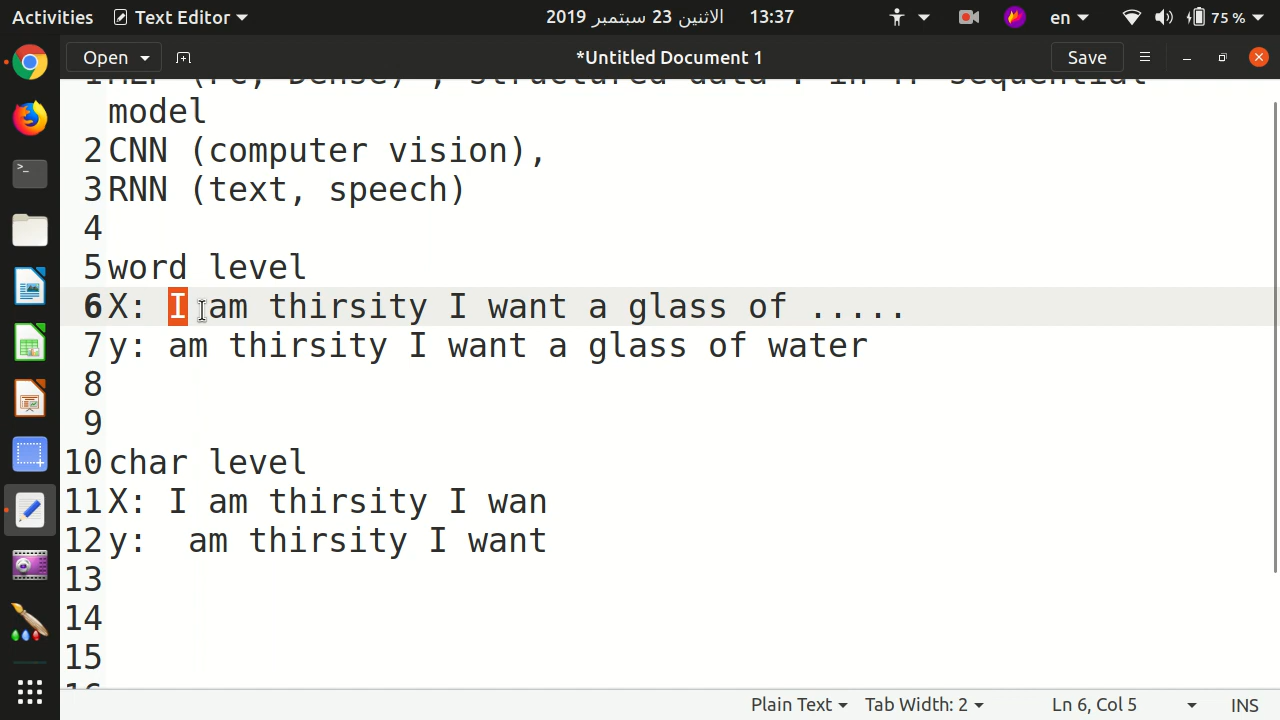 Activities Text Editor الاثنين 23 سبتمبر 2019 13:37 en 75 %
Open *Untitled Document 1 Save
model
2 CNN (computer vision),
3 RNN (text, speech)
4
5 word level
6 X: I am thirsity I want a glass of .....
7 y: am thirsity I want a glass of water
8
9
10 char level
11 X: I am thirsity I wan
12 y:  am thirsity I want
13
14
15
Plain Text Tab Width: 2 Ln 6, Col 5 INS